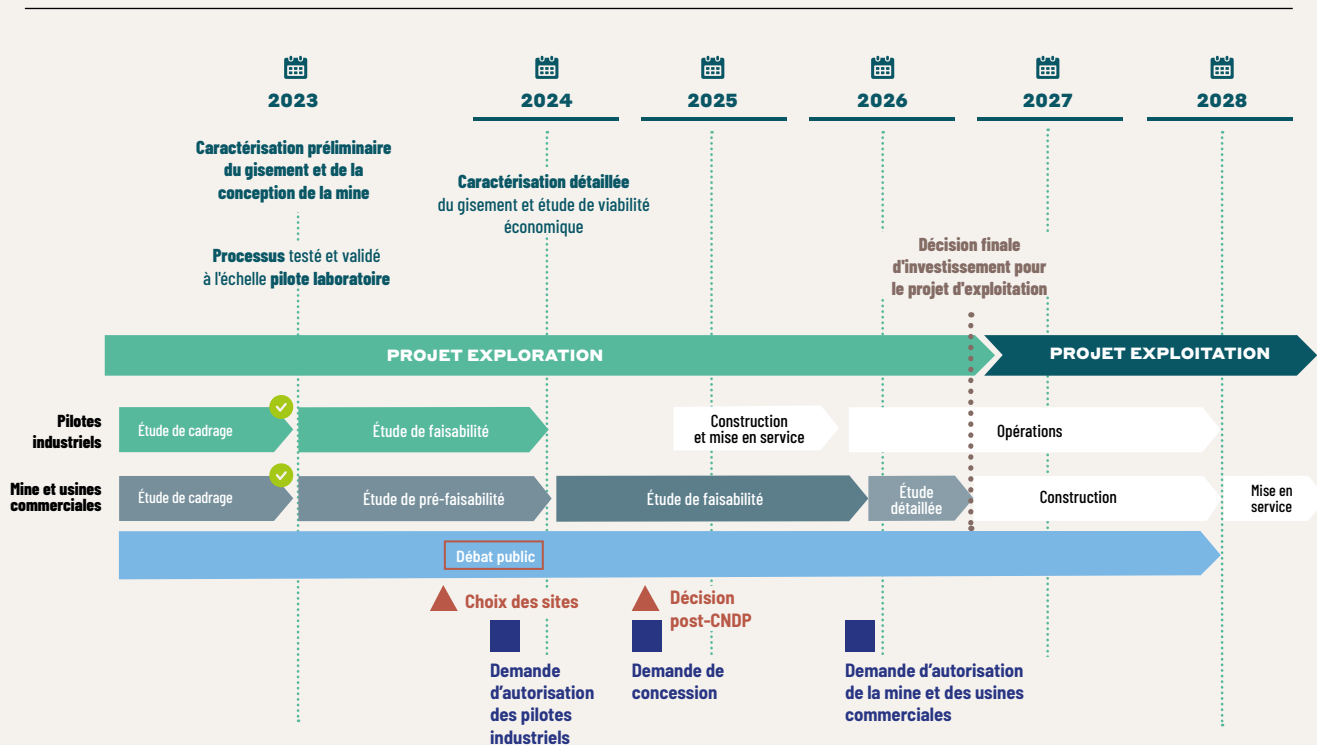 2023
2024
2025
2026
2027
2028
Caractérisation préliminaire
du gisement et de la
conception de la mine
Processus testé et validé
à l'échelle pilote laboratoire
Caractérisation détaillée
du gisement et étude de viabilité
économique
Décision finale
d'investissement pour
le projet d'exploitation
PROJET EXPLORATION
PROJET EXPLOITATION
Pilotes
industriels
Étude de cadrage
Étude de faisabilité
Construction
et mise en service
Opérations
Mine et usines
commerciales
Étude de cadrage
Étude de pré-faisabilité
Étude de faisabilité
Étude
détaillée
Construction
Mise en
service
Débat public
Choix des sites
Décision
post-CNDP
Demande
d'autorisation
des pilotes
industriels
Demande de
concession
Demande d'autorisation
de la mine et des usines
commerciales